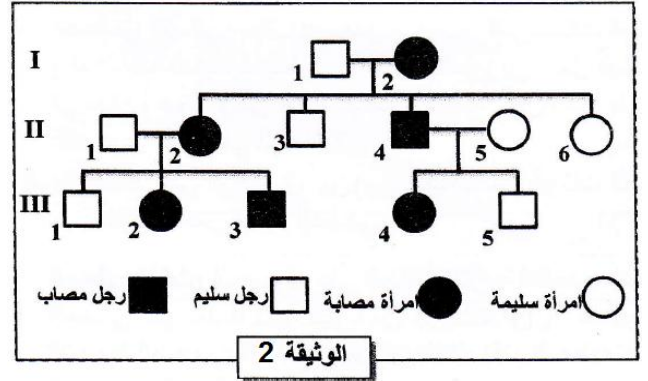 I 1 2
II 1 2 3 4 5 6
III 1 2 3 4 5
امرأة سليمة امرأة مصابة رجل سليم رجل مصاب
الوثيقة 2